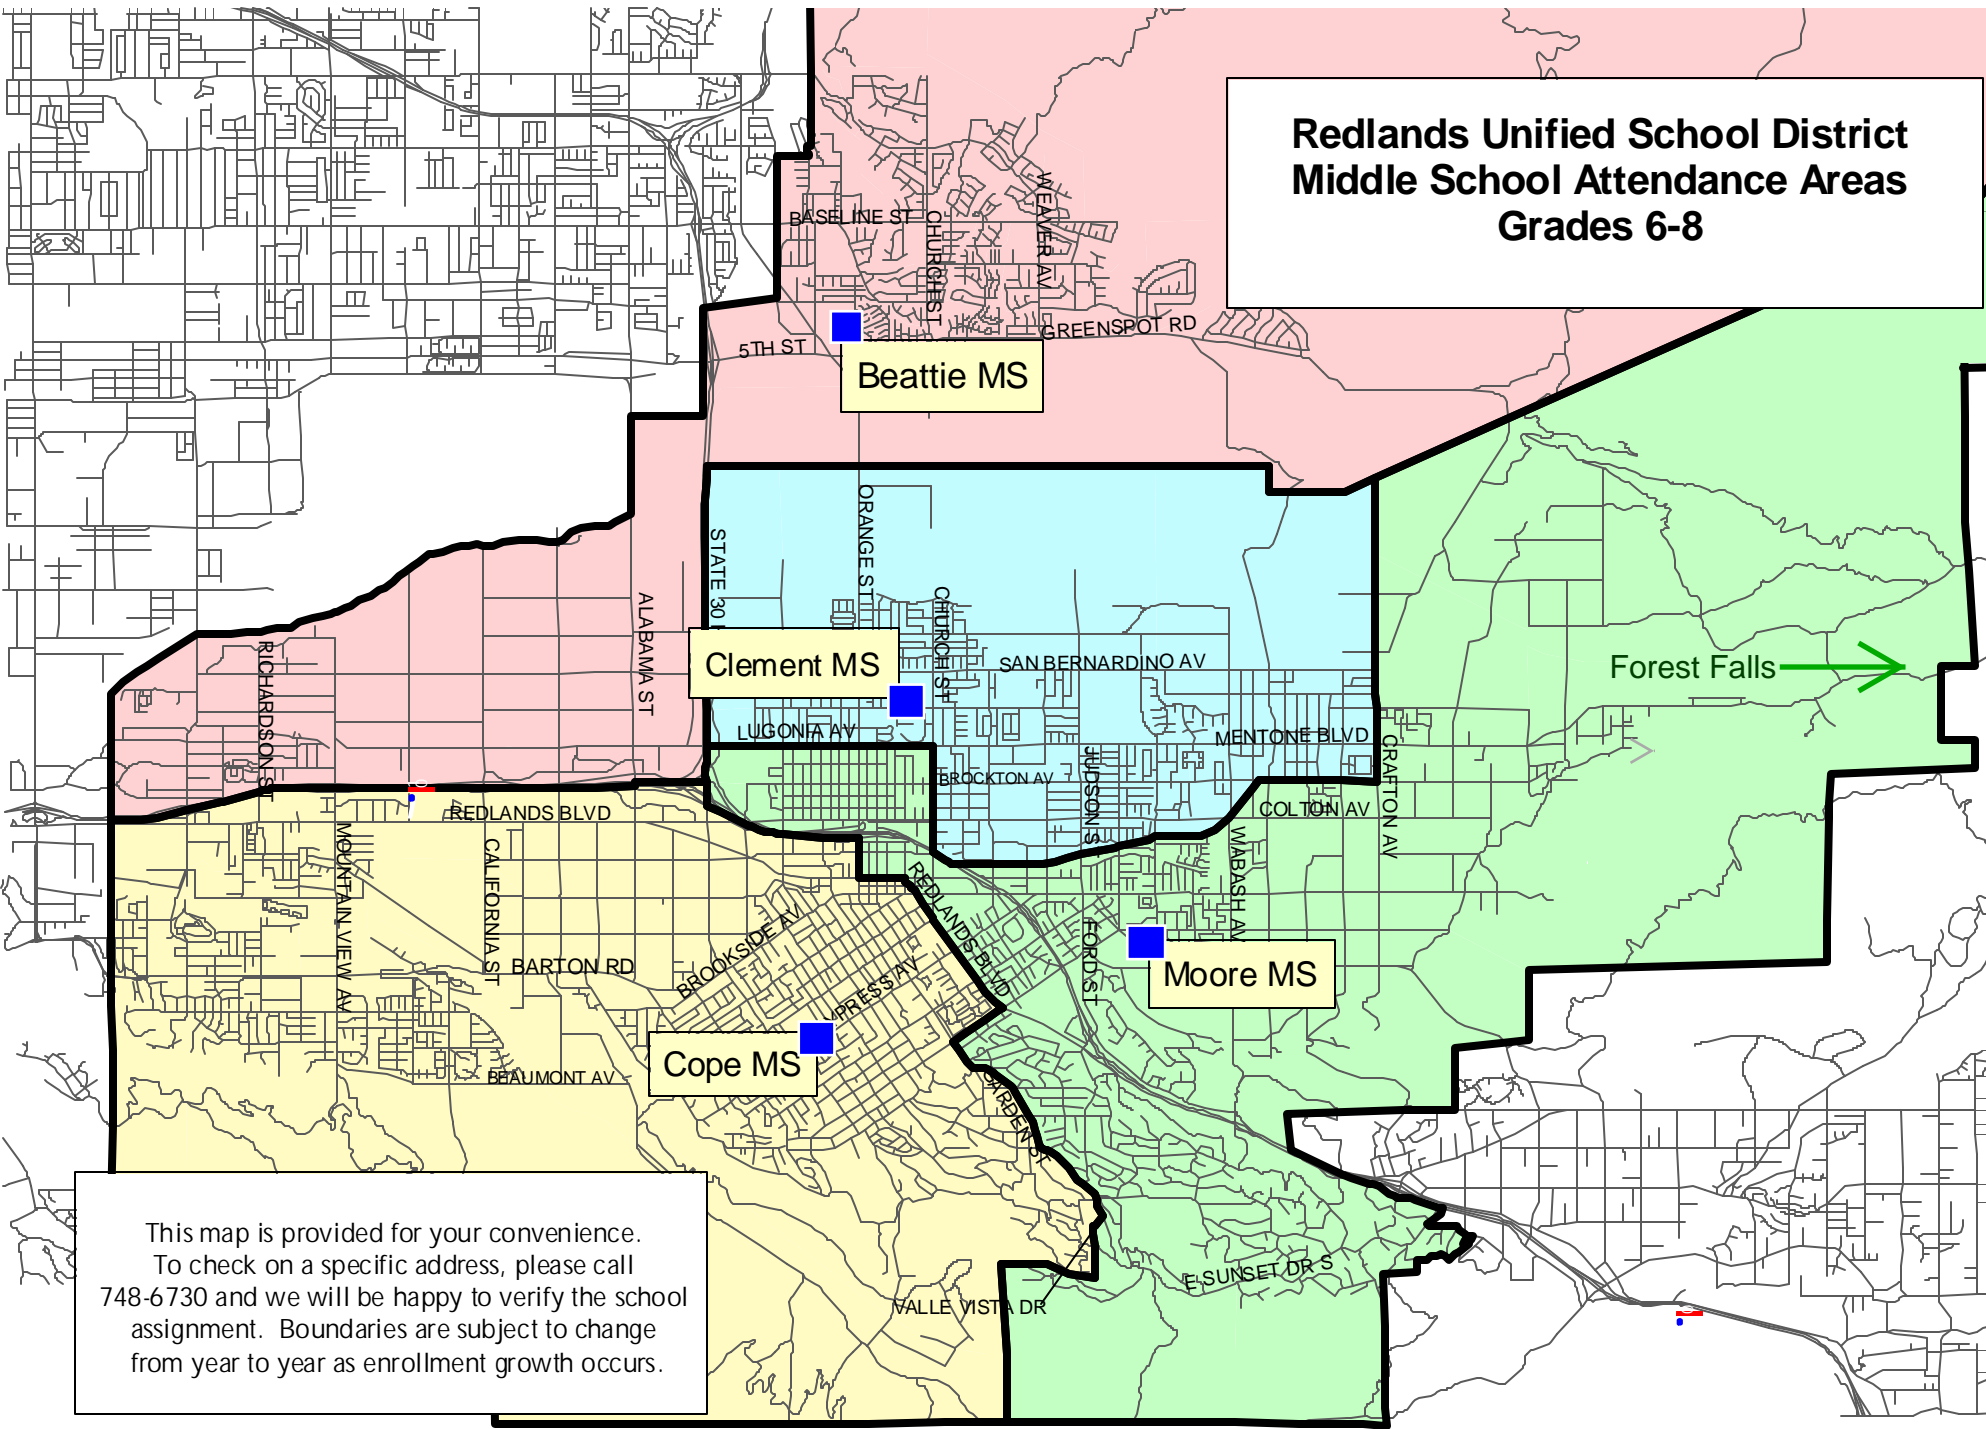 Redlands Unified School District
Middle School Attendance Areas
Grades 6-8
BASELINE ST
CHURCH ST
WEAVER AV
GREENSPOT RD
5TH ST
Beattie MS
ORANGE ST
STATE 30
CHURCH ST
ALABAMA ST
RICHARDSON ST
Clement MS
SAN BERNARDINO AV
Forest Falls
LUGONIA AV
MENTONE BLVD
BROCKTON AV
JUDSON S
CRAFTON AV
COLTON AV
REDLANDS BLVD
MOUNTAIN VIEW AV
CALIFORNIA ST
WABASH AV
REDLANDS BLVD
BROOKSIDE AV
FORD ST
BARTON RD
YPRESS AV
Moore MS
Cope MS
BEAUMONT AV
GARDEN ST
E SUNSET DR S
VALLE VISTA DR
This map is provided for your convenience.
To check on a specific address, please call
748-6730 and we will be happy to verify the school
assignment.  Boundaries are subject to change
from year to year as enrollment growth occurs.